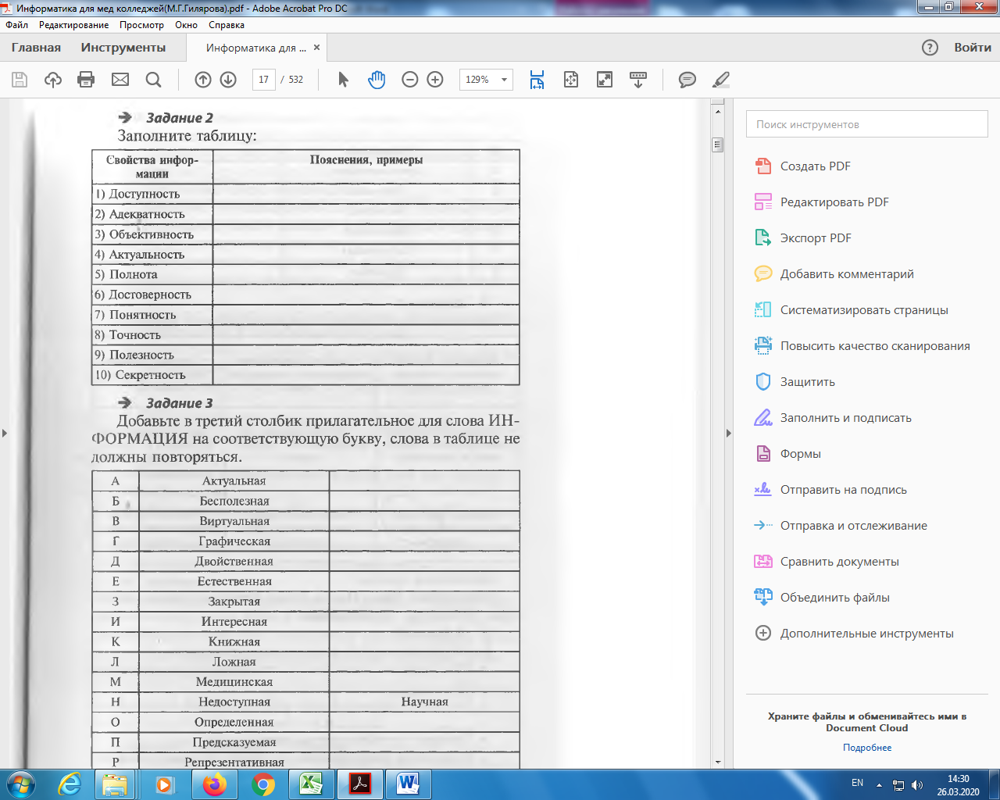 Информатика для мед колледжей(М.Г.Гилярова).pdf - Adobe Acrobat Pro DC
Файл Редактирование Просмотр Окно Справка
Главная Инструменты Информатика для ... × ? Войти
17 / 532 129%
Задание 2
Заполните таблицу:
Свойства инфор-
мации
Пояснения, примеры
1) Доступность
2) Адекватность
3) Объективность
4) Актуальность
5) Полнота
6) Достоверность
7) Понятность
8) Точность
9) Полезность
10) Секретность
Задание 3
Добавьте в третий столбик прилагательное для слова ИН-
ФОРМАЦИЯ на соответствующую букву, слова в таблице не
должны повторяться.
А Актуальная
Б Бесполезная
В Виртуальная
Г Графическая
Д Двойственная
Е Естественная
З Закрытая
И Интересная
К Книжная
Л Ложная
М Медицинская
Н Недоступная Научная
О Определенная
П Предсказуемая
Р Репрезентативная
Поиск инструментов
Создать PDF
Редактировать PDF
Экспорт PDF
Добавить комментарий
Систематизировать страницы
Повысить качество сканирования
Защитить
Заполнить и подписать
Формы
Отправить на подпись
Отправка и отслеживание
Сравнить документы
Объединить файлы
Дополнительные инструменты
Храните файлы и обменивайтесь ими в
Document Cloud
Подробнее
EN
14:30
26.03.2020